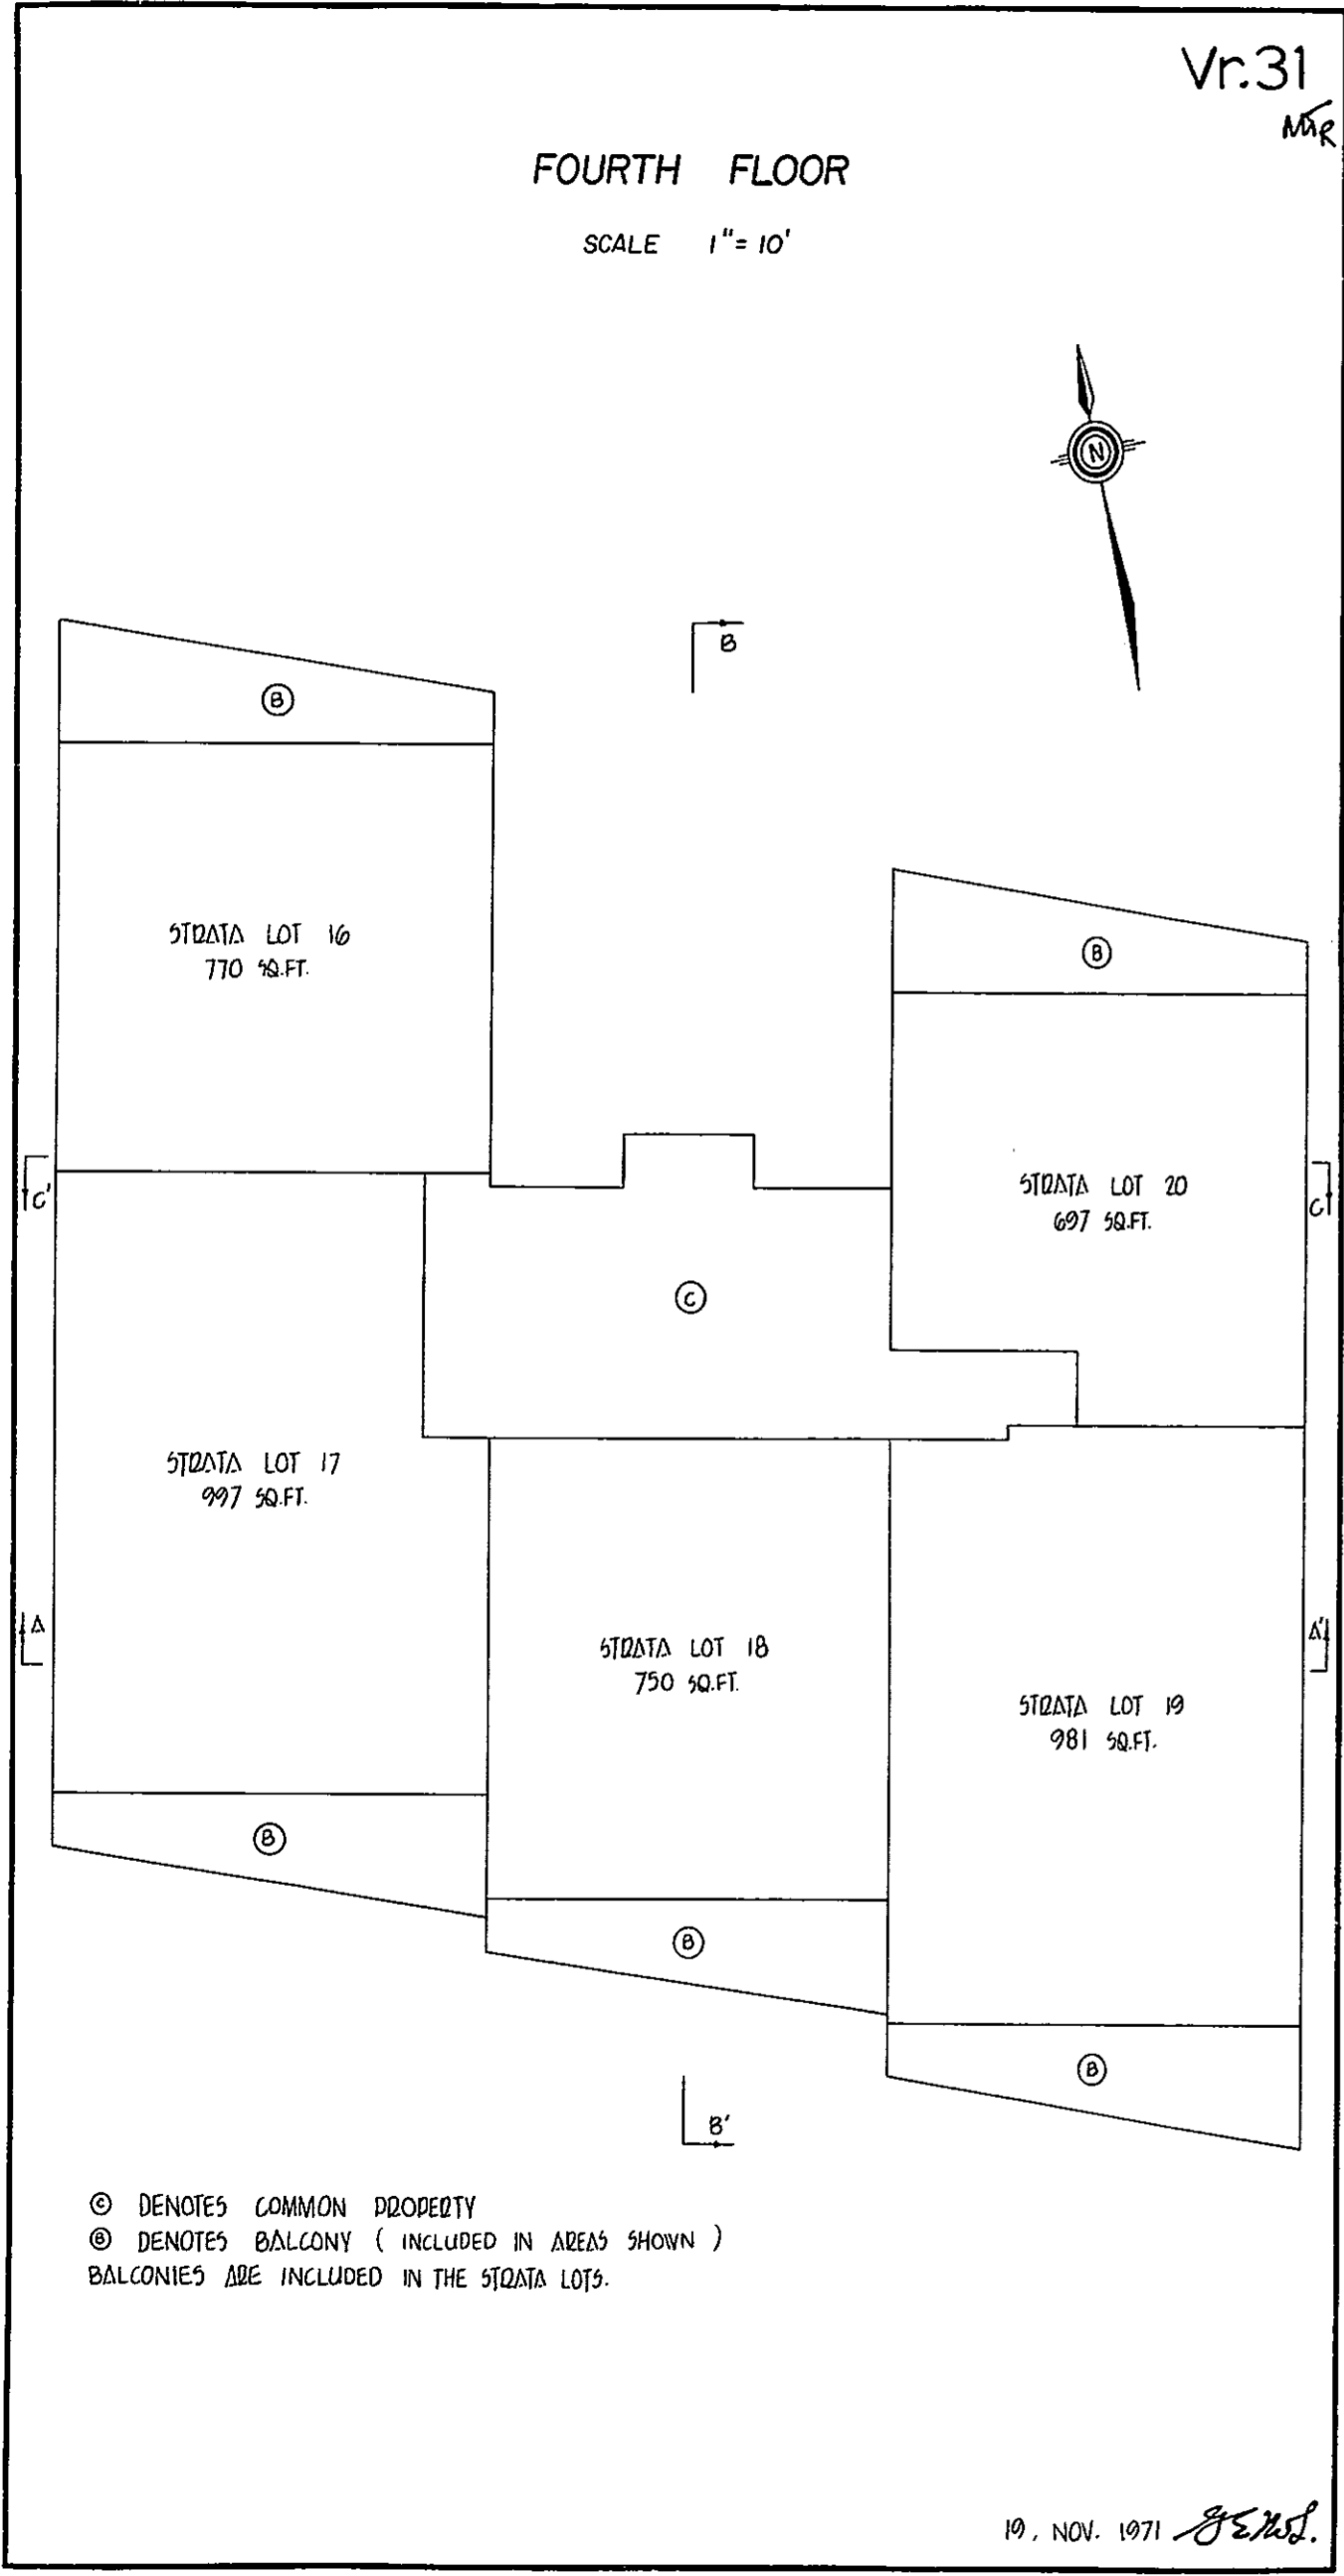 Vr.31
FOURTH FLOOR
SCALE 1"= 10'
N
B
B
STRATA LOT 16
770 SQ.FT.
B
C'
STRATA LOT 20
697 SQ.FT.
C
C
STRATA LOT 17
997 SQ.FT.
A
STRATA LOT 18
750 SQ.FT.
A'
STRATA LOT 19
981 SQ.FT.
B
B
B
B'
Ⓒ DENOTES COMMON PROPERTY
Ⓑ DENOTES BALCONY ( INCLUDED IN AREAS SHOWN )
BALCONIES ARE INCLUDED IN THE STRATA LOTS.
19, NOV. 1971